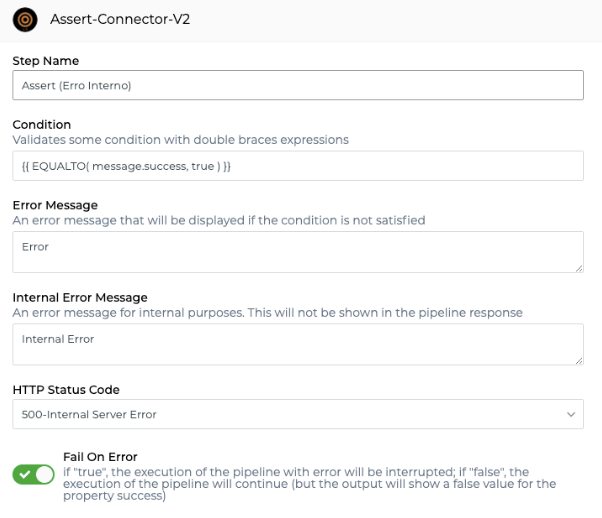 Assert-Connector-V2
Step Name
Assert (Erro Interno)
Condition
Validates some condition with double braces expressions
{{ EQUALTO( message.success, true ) }}
Error Message
An error message that will be displayed if the condition is not satisfied
Error
Internal Error Message
An error message for internal purposes. This will not be shown in the pipeline response
Internal Error
HTTP Status Code
500-Internal Server Error
Fail On Error
if "true", the execution of the pipeline with error will be interrupted; if "false", the
execution of the pipeline will continue (but the output will show a false value for the
property success)